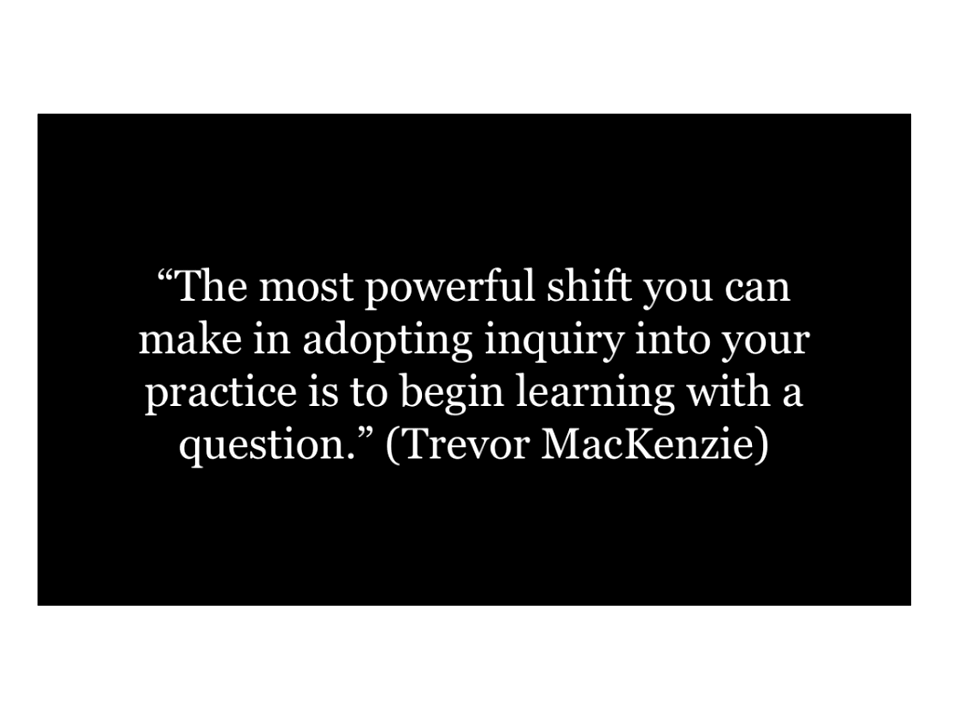 “The most powerful shift you can
make in adopting inquiry into your
practice is to begin learning with a
question.” (Trevor MacKenzie)